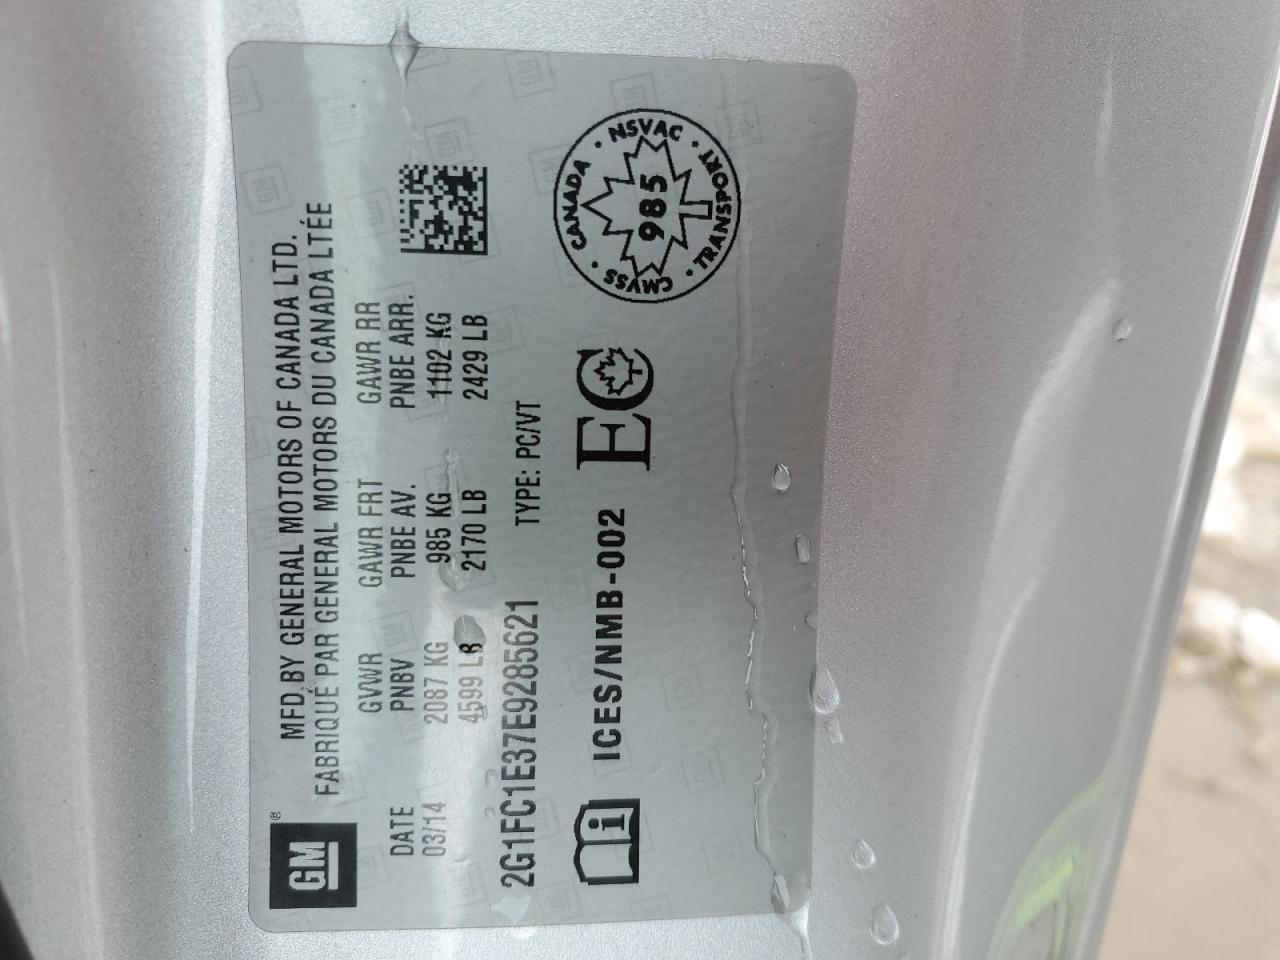 GM ®
MFD BY GENERAL MOTORS OF CANADA LTD.
FABRIQUÉ PAR GENERAL MOTORS DU CANADA LTÉE
DATE GVWR GAWR FRT GAWR RR
03/14 PNBV PNBE AV. PNBE ARR.
2087 KG 985 KG 1102 KG
4599 LB 2170 LB 2429 LB
2G1FC1E37E9285621 TYPE: PC/VT
i ICES/NMB-002 EC
CANADA · NSVAC · TRANSPORT · CMVSS ·
985